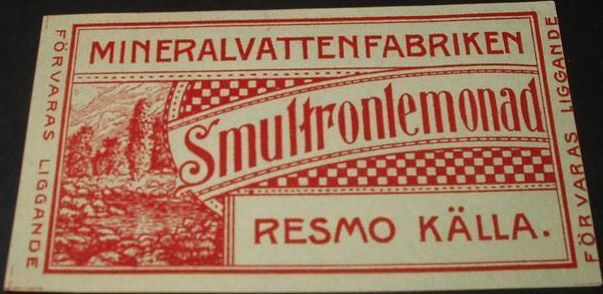 MINERALVATTENFABRIKEN
Smultronlemonad
RESMO KÄLLA.
FÖRVARAS LIGGANDE
FÖRVARAS LIGGANDE